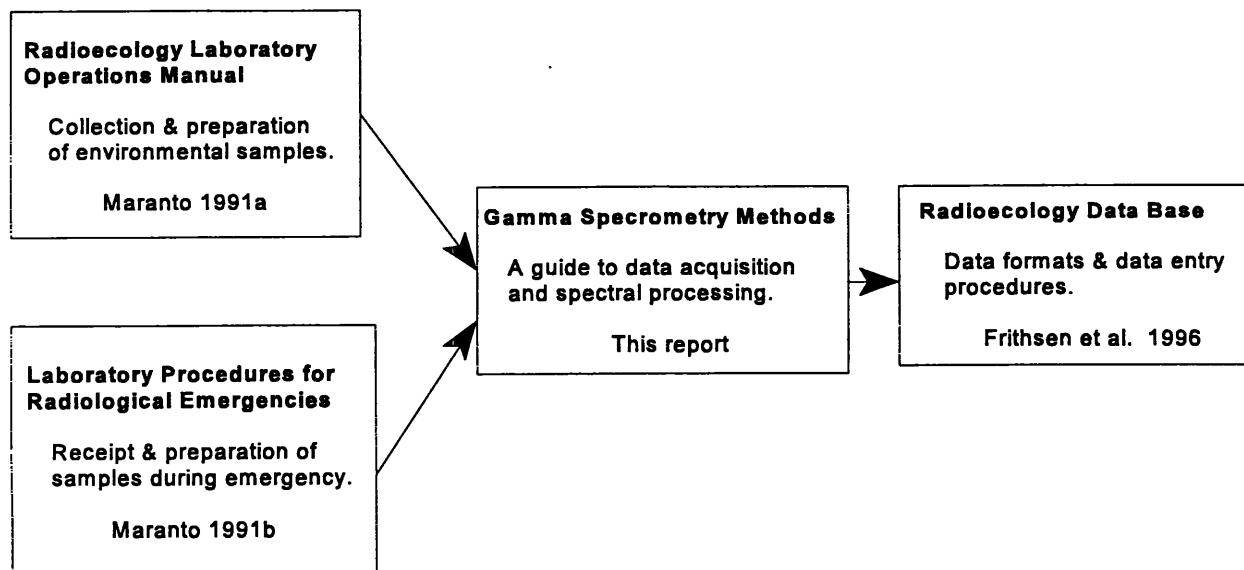 Radioecology Laboratory
Operations Manual
Collection & preparation
of environmental samples.
Maranto 1991a
Laboratory Procedures for
Radiological Emergencies
Receipt & preparation of
samples during emergency.
Maranto 1991b
Gamma Specrometry Methods
A guide to data acquisition
and spectral processing.
This report
Radioecology Data Base
Data formats & data entry
procedures.
Frithsen et al. 1996